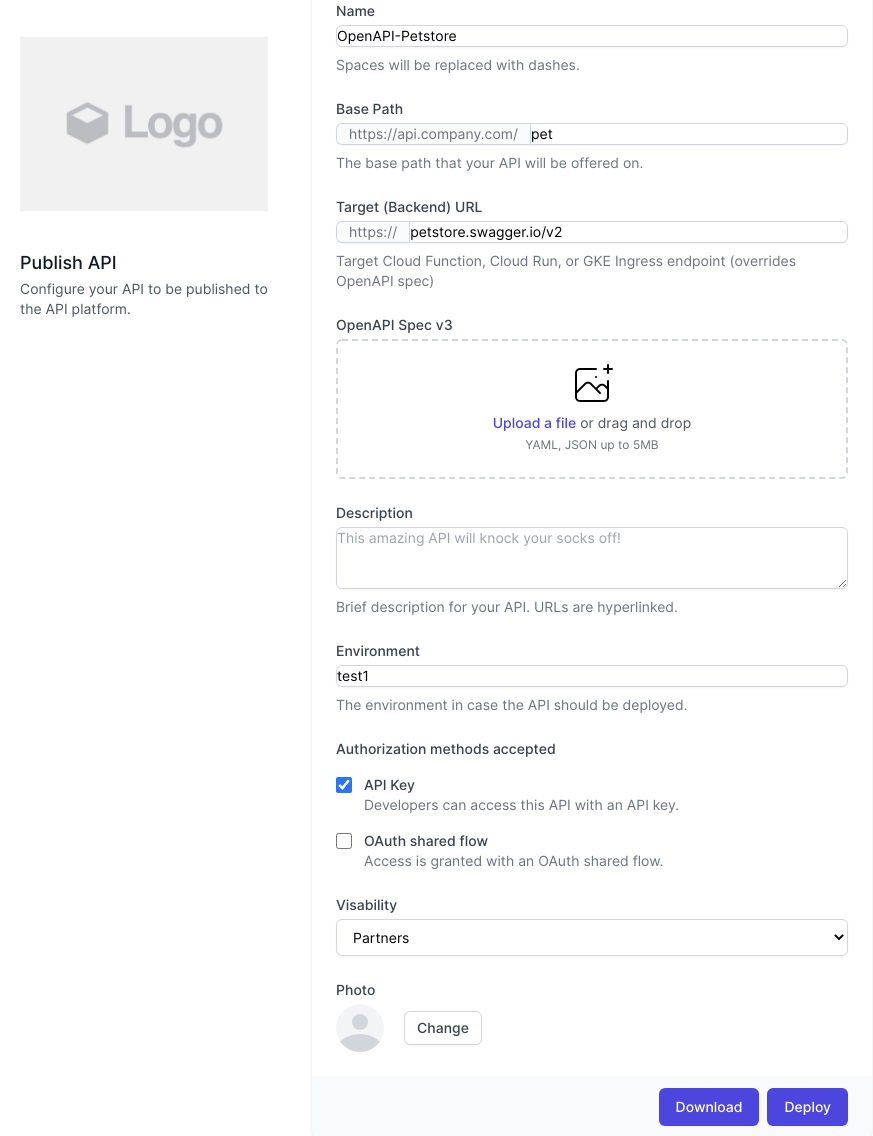 Logo
Publish API
Configure your API to be published to
the API platform.
Name
OpenAPI-Petstore
Spaces will be replaced with dashes.
Base Path
https://api.company.com/ pet
The base path that your API will be offered on.
Target (Backend) URL
https:// petstore.swagger.io/v2
Target Cloud Function, Cloud Run, or GKE Ingress endpoint (overrides
OpenAPI spec)
OpenAPI Spec v3
Upload a file or drag and drop
YAML, JSON up to 5MB
Description
This amazing API will knock your socks off!
Brief description for your API. URLs are hyperlinked.
Environment
test1
The environment in case the API should be deployed.
Authorization methods accepted
API Key
Developers can access this API with an API key.
OAuth shared flow
Access is granted with an OAuth shared flow.
Visability
Partners
Photo
Change
Download Deploy